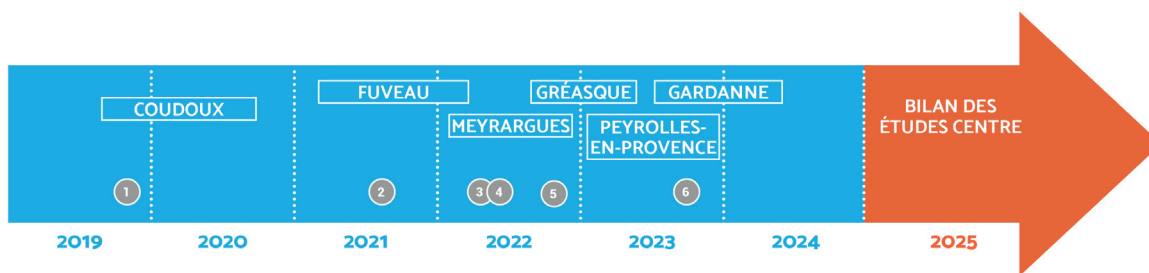 FUVEAU
GRÉASQUE
GARDANNE
COUDOUX
MEYRARGUES
PEYROLLES-
EN-PROVENCE
BILAN DES
ÉTUDES CENTRE
1
2
3
4
5
6
2019
2020
2021
2022
2023
2024
2025